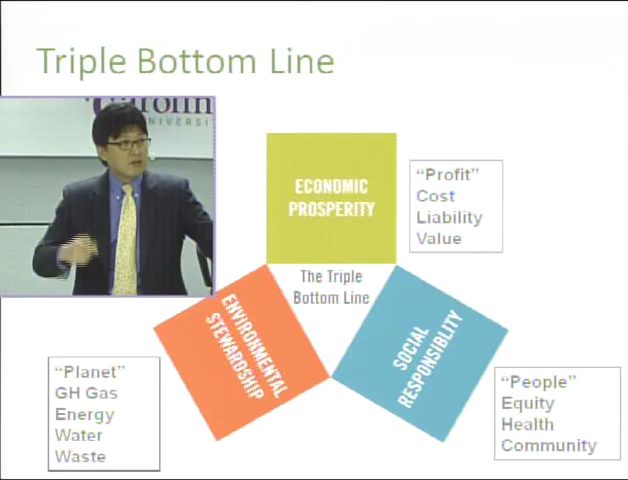 Triple Bottom Line
ECONOMIC
PROSPERITY
"Profit"
Cost
Liability
Value
The Triple
Bottom Line
ENVIRONMENTAL
STEWARDSHIP
SOCIAL
RESPONSIBLITY
"Planet"
GH Gas
Energy
Water
Waste
"People"
Equity
Health
Community